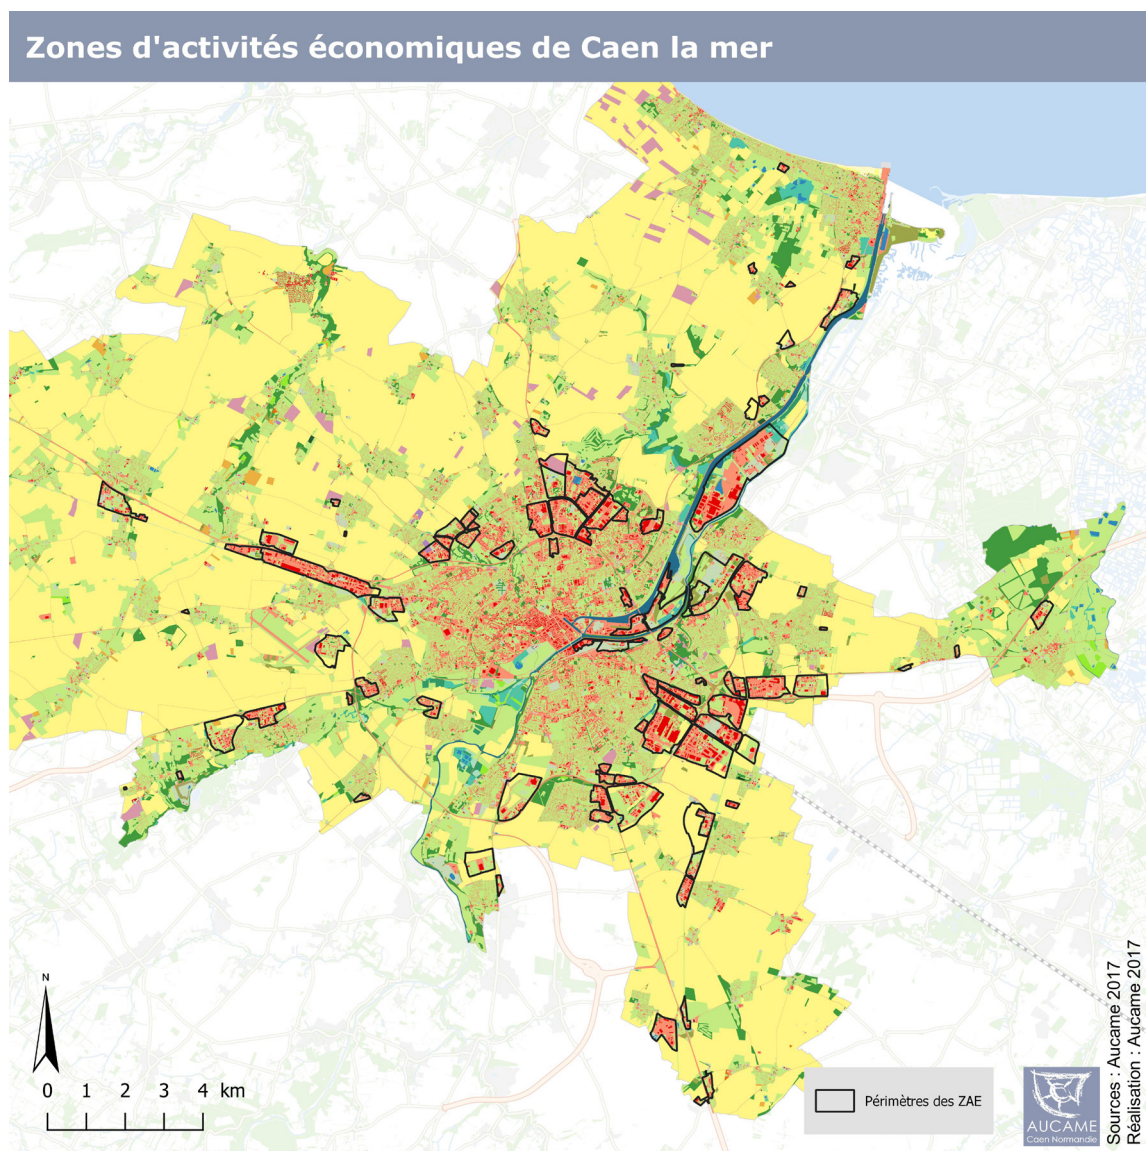 Zones d'activités économiques de Caen la mer
N
0 1 2 3 4 km
Périmètres des ZAE
AUCAME
Caen Normandie
Sources : Aucame 2017
Réalisation : Aucame 2017